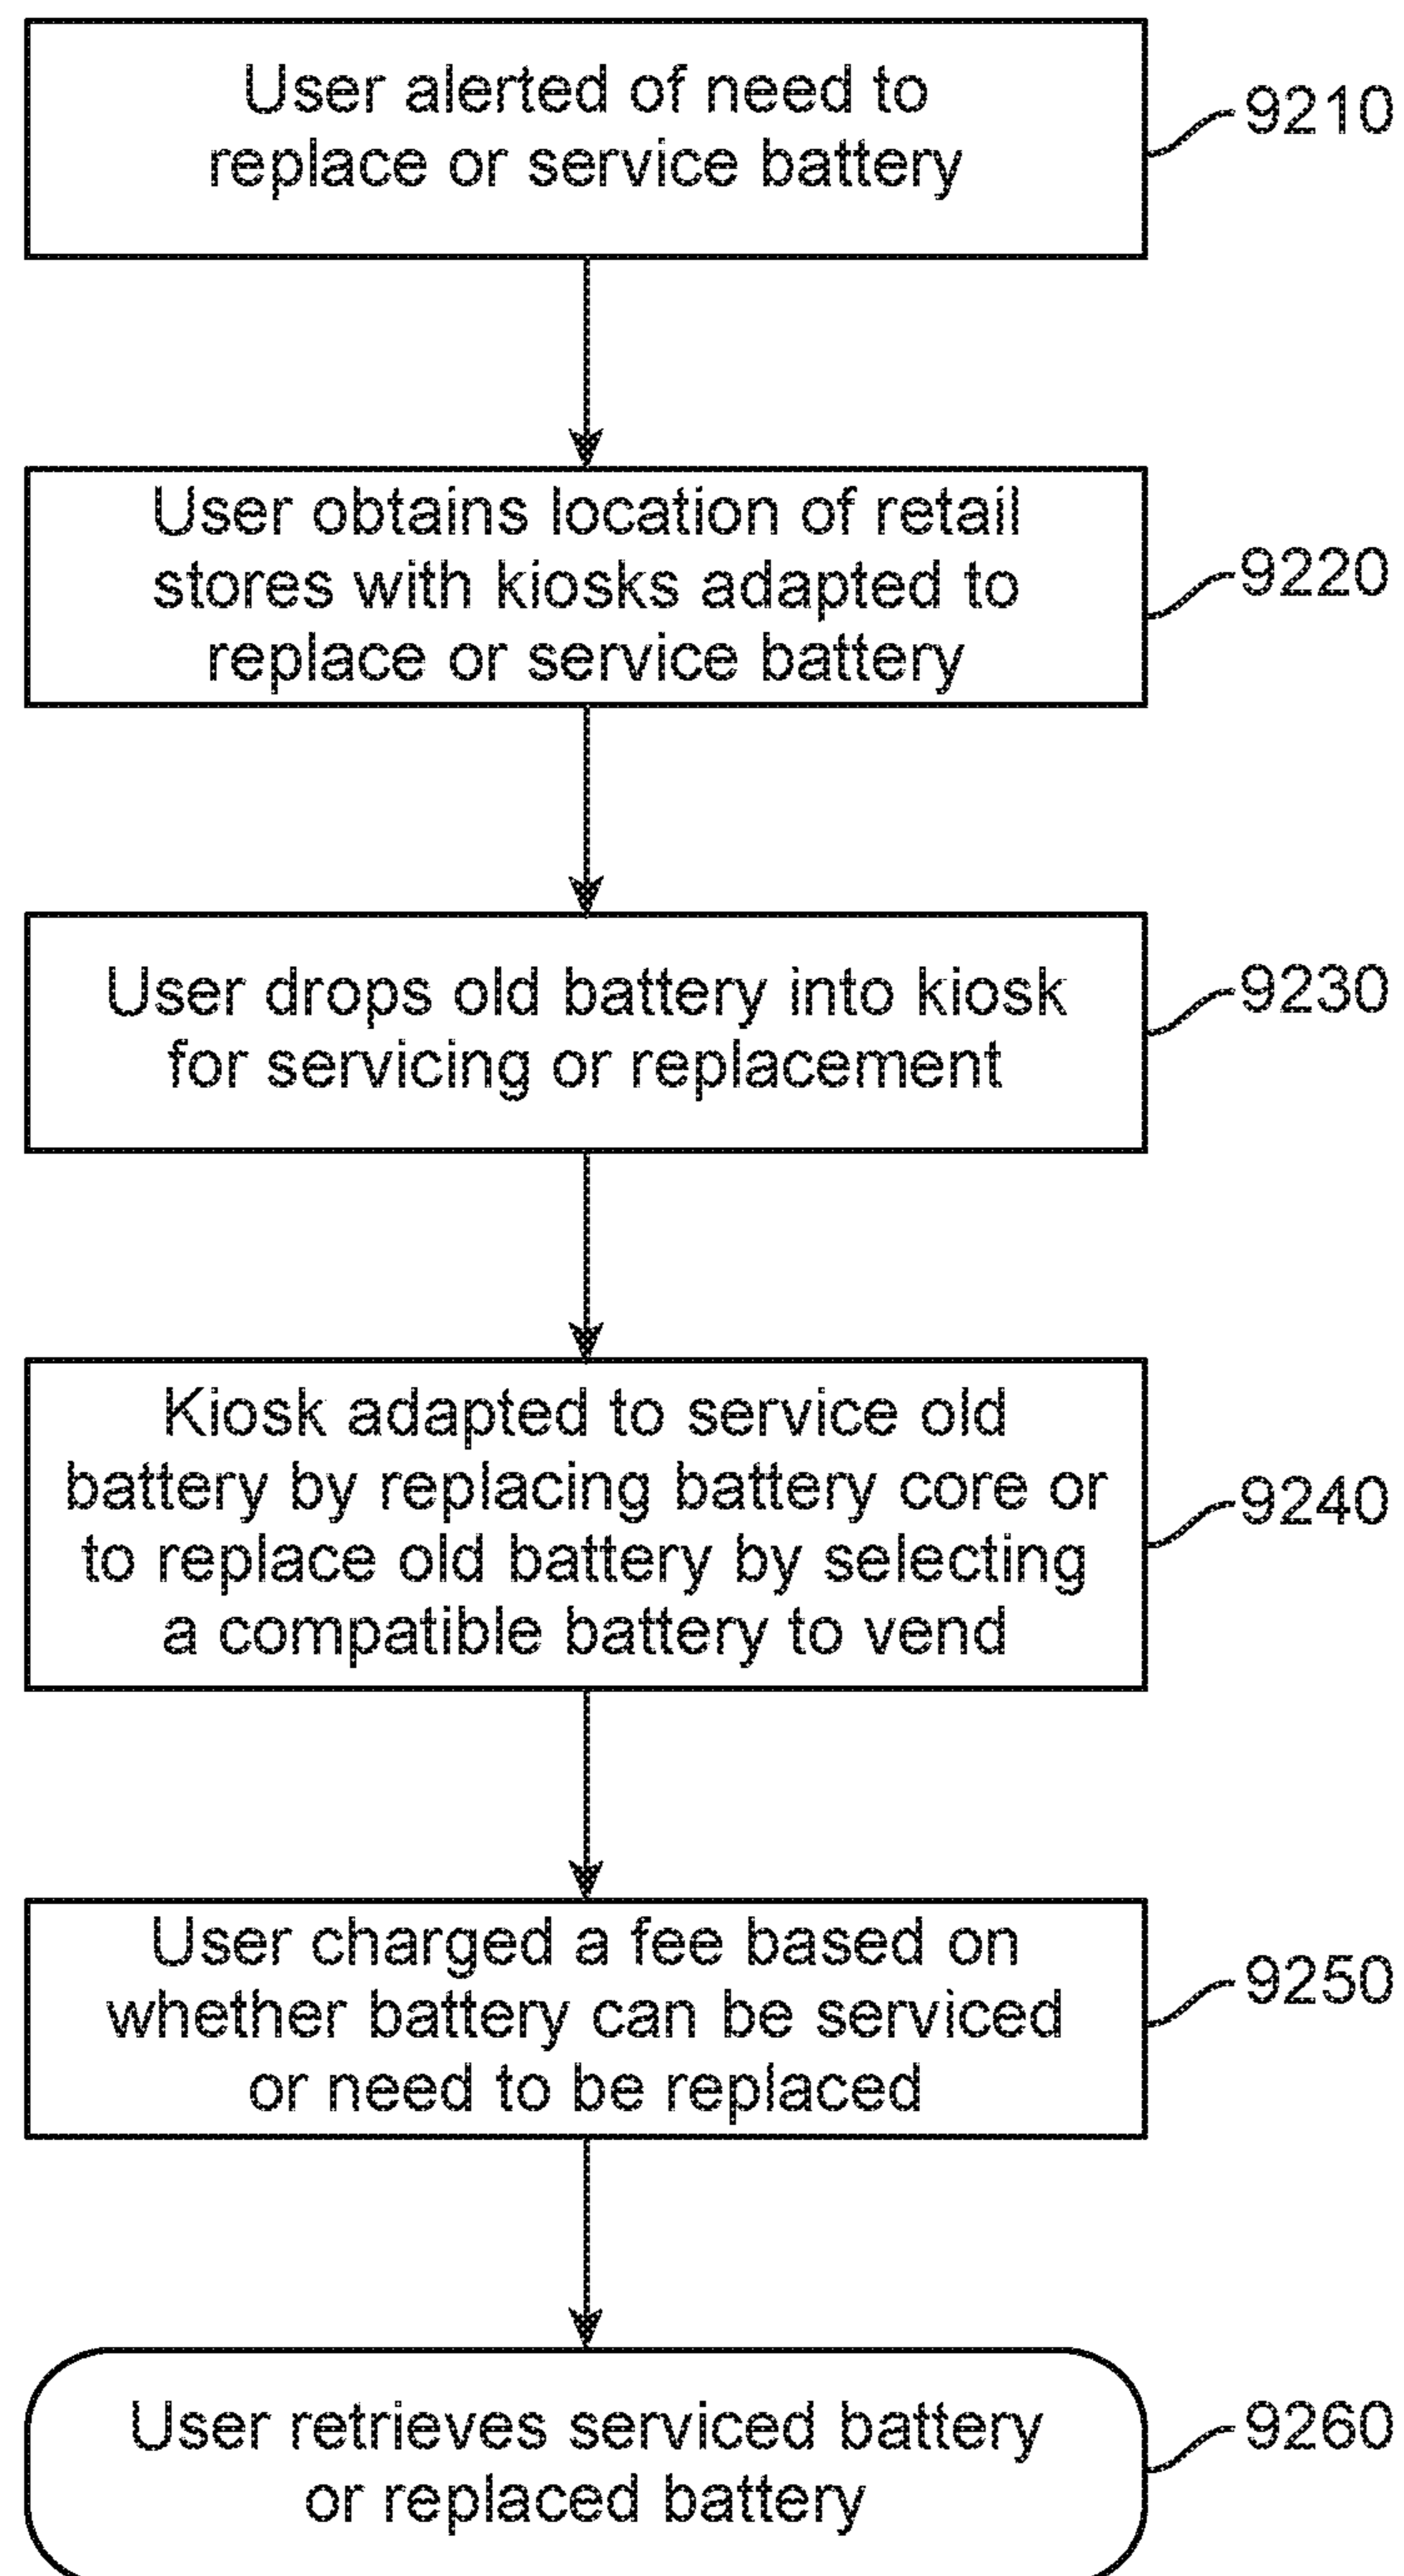 User alerted of need to
replace or service battery
9210
User obtains location of retail
stores with kiosks adapted to
replace or service battery
9220
User drops old battery into kiosk
for servicing or replacement
9230
Kiosk adapted to service old
battery by replacing battery core or
to replace old battery by selecting
a compatible battery to vend
9240
User charged a fee based on
whether battery can be serviced
or need to be replaced
9250
User retrieves serviced battery
or replaced battery
9260